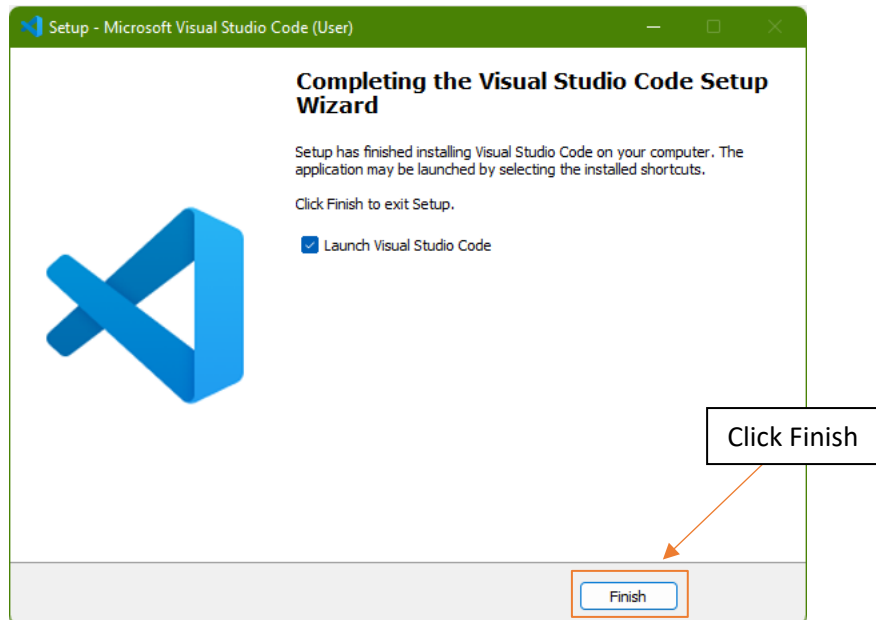 Setup - Microsoft Visual Studio Code (User)
Completing the Visual Studio Code Setup
Wizard
Setup has finished installing Visual Studio Code on your computer. The
application may be launched by selecting the installed shortcuts.
Click Finish to exit Setup.
Launch Visual Studio Code
Click Finish
Finish